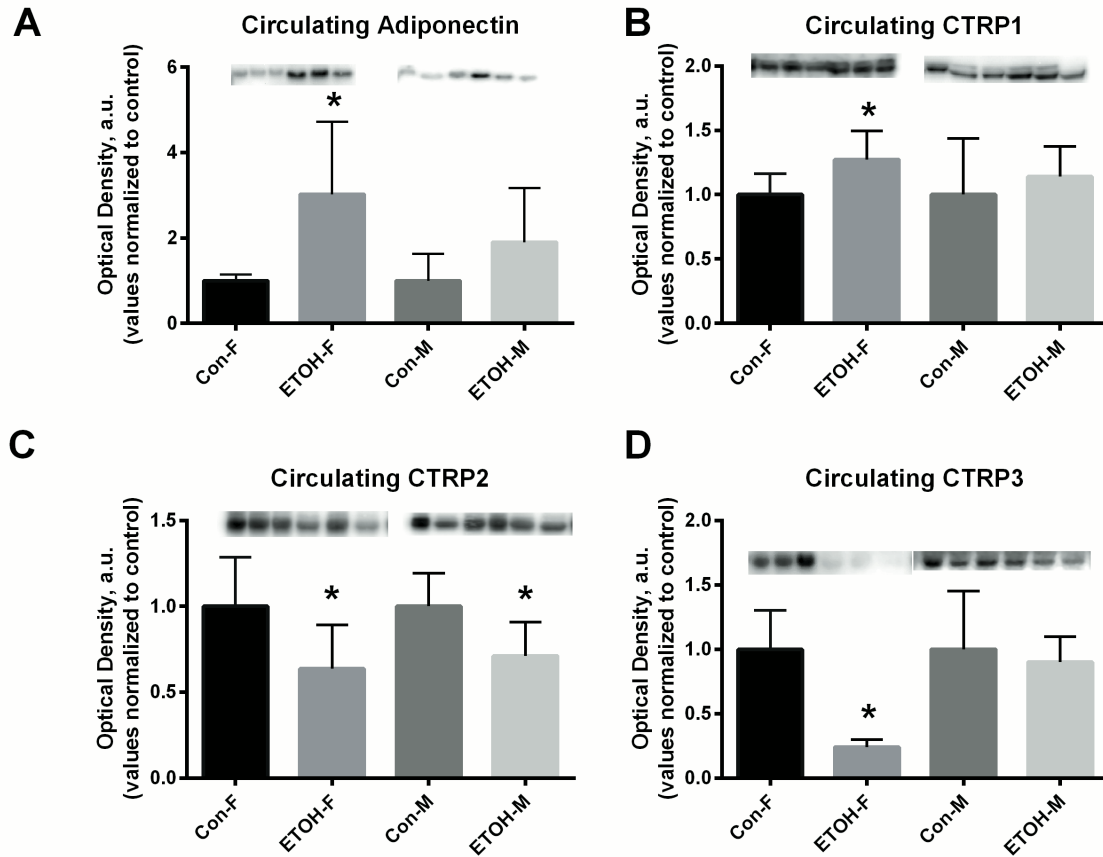 A
Circulating Adiponectin
Optical Density, a.u.
(values normalized to control)
6
4
2
0
*
Con-F
ETOH-F
Con-M
ETOH-M
B
Circulating CTRP1
Optical Density, a.u.
(values normalized to control)
2.0
1.5
1.0
0.5
0.0
*
Con-F
ETOH-F
Con-M
ETOH-M
C
Circulating CTRP2
Optical Density, a.u.
(values normalized to control)
1.5
1.0
0.5
0.0
*
*
Con-F
ETOH-F
Con-M
ETOH-M
D
Circulating CTRP3
Optical Density, a.u.
(values normalized to control)
2.0
1.5
1.0
0.5
0.0
*
Con-F
ETOH-F
Con-M
ETOH-M